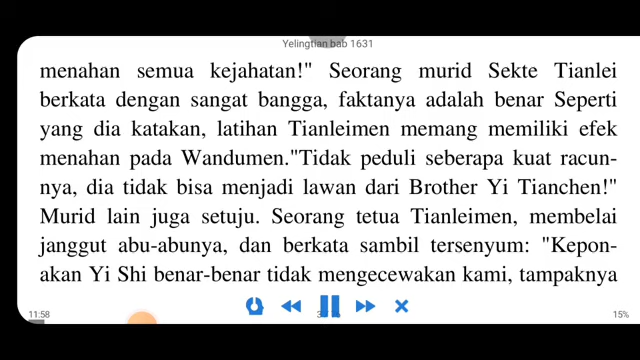 Yelingtian bab 1631
menahan semua kejahatan!" Seorang murid Sekte Tianlei
berkata dengan sangat bangga, faktanya adalah benar Seperti
yang dia katakan, latihan Tianleimen memang memiliki efek
menahan pada Wandumen."Tidak peduli seberapa kuat racun-
nya, dia tidak bisa menjadi lawan dari Brother Yi Tianchen!"
Murid lain juga setuju. Seorang tetua Tianleimen, membelai
janggut abu-abunya, dan berkata sambil tersenyum: "Kepon-
akan Yi Shi benar-benar tidak mengecewakan kami, tampaknya
11:58
15%